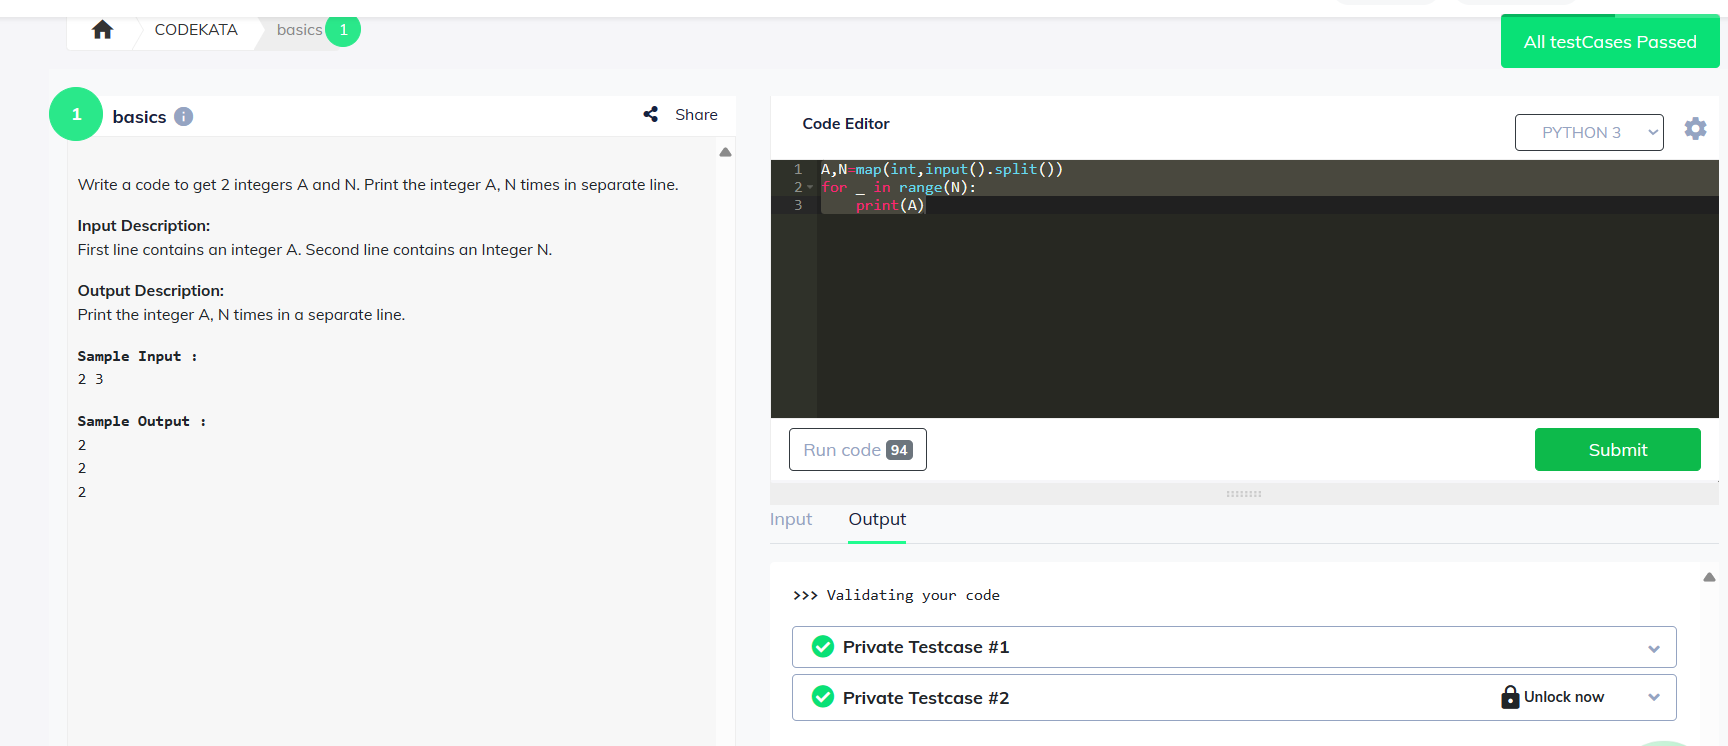 CODEKATA
basics
1
All testCases Passed
1
basics
i
Share
Write a code to get 2 integers A and N. Print the integer A, N times in separate line.
Input Description:
First line contains an integer A. Second line contains an Integer N.
Output Description:
Print the integer A, N times in a separate line.
Sample Input :
2 3
Sample Output :
2
2
2
Code Editor
PYTHON 3
1 A,N=map(int,input().split())
2 for _ in range(N):
3     print(A)
Run code 94
Submit
Input
Output
>>> Validating your code
Private Testcase #1
Private Testcase #2
Unlock now